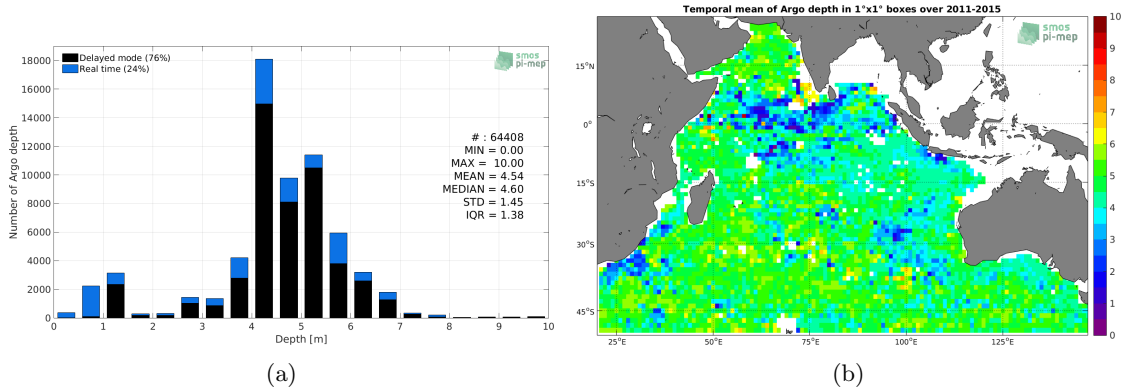 Delayed mode (76%)
Real time (24%)
smos
pi-mep
18000
16000
14000
12000
10000
8000
6000
4000
2000
0
Number of Argo depth
# : 64408
MIN = 0.00
MAX = 10.00
MEAN = 4.54
MEDIAN = 4.60
STD = 1.45
IQR = 1.38
0 1 2 3 4 5 6 7 8 9 10
Depth [m]
(a)
Temporal mean of Argo depth in 1°x1° boxes over 2011-2015
smos
pi-mep
15°N
0°
15°S
30°S
45°S
25°E 50°E 75°E 100°E 125°E
10
9
8
7
6
5
4
3
2
1
0
(b)